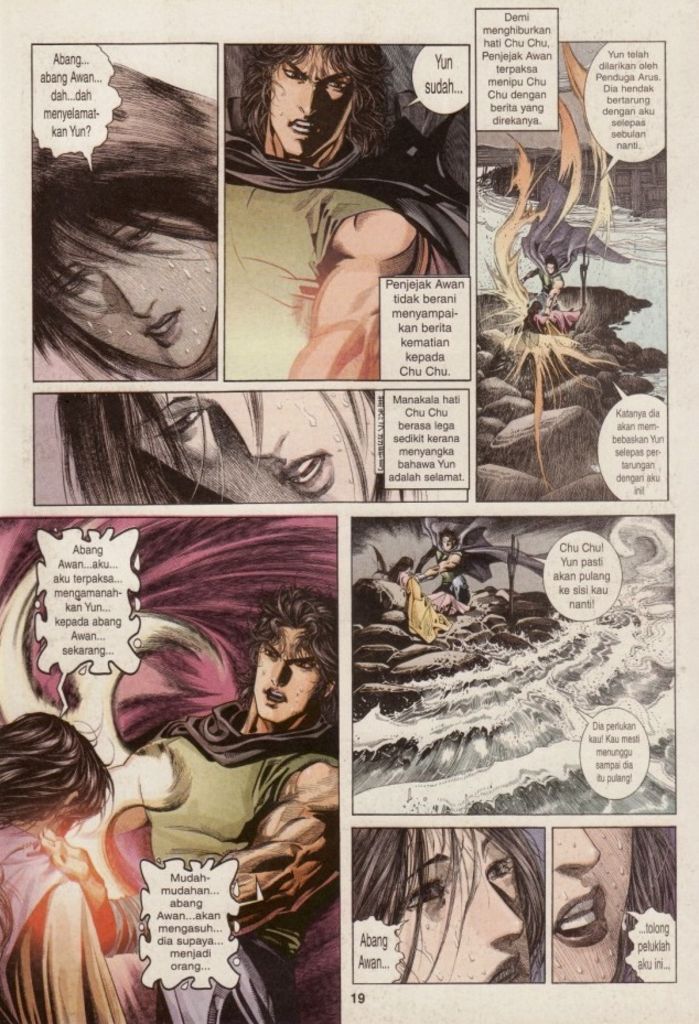 Abang...
abang Awan...
dah...dah
menyelamat-
kan Yun?
Yun
sudah...
Penjejak Awan
tidak berani
menyampai-
kan berita
kematian
kepada
Chu Chu.
Demi
menghiburkan
hati Chu Chu,
Penjejak Awan
terpaksa
menipu Chu
Chu dengan
berita yang
direkanya.
Yun telah
dilarikan oleh
Penduga Arus.
Dia hendak
bertarung
dengan aku
selepas
sebulan
nanti.
Katanya dia
akan mem-
bebaskan Yun
selepas per-
tarungan
dengan aku
ini!
Manakala hati
Chu Chu
berasa lega
sedikit kerana
menyangka
bahawa Yun
adalah selamat.
Abang
Awan...aku...
aku terpaksa...
mengamanah-
kan Yun...
kepada abang
Awan...
sekarang...
Mudah-
mudahan...
abang
Awan...akan
mengasuh...
dia supaya...
menjadi
orang...
Chu Chu!
Yun pasti
akan pulang
ke sisi kau
nanti!
Dia perlukan
kau! Kau mesti
menunggu
sampai dia
itu pulang!
Abang
Awan...
...tolong
peluklah
aku ini...
19